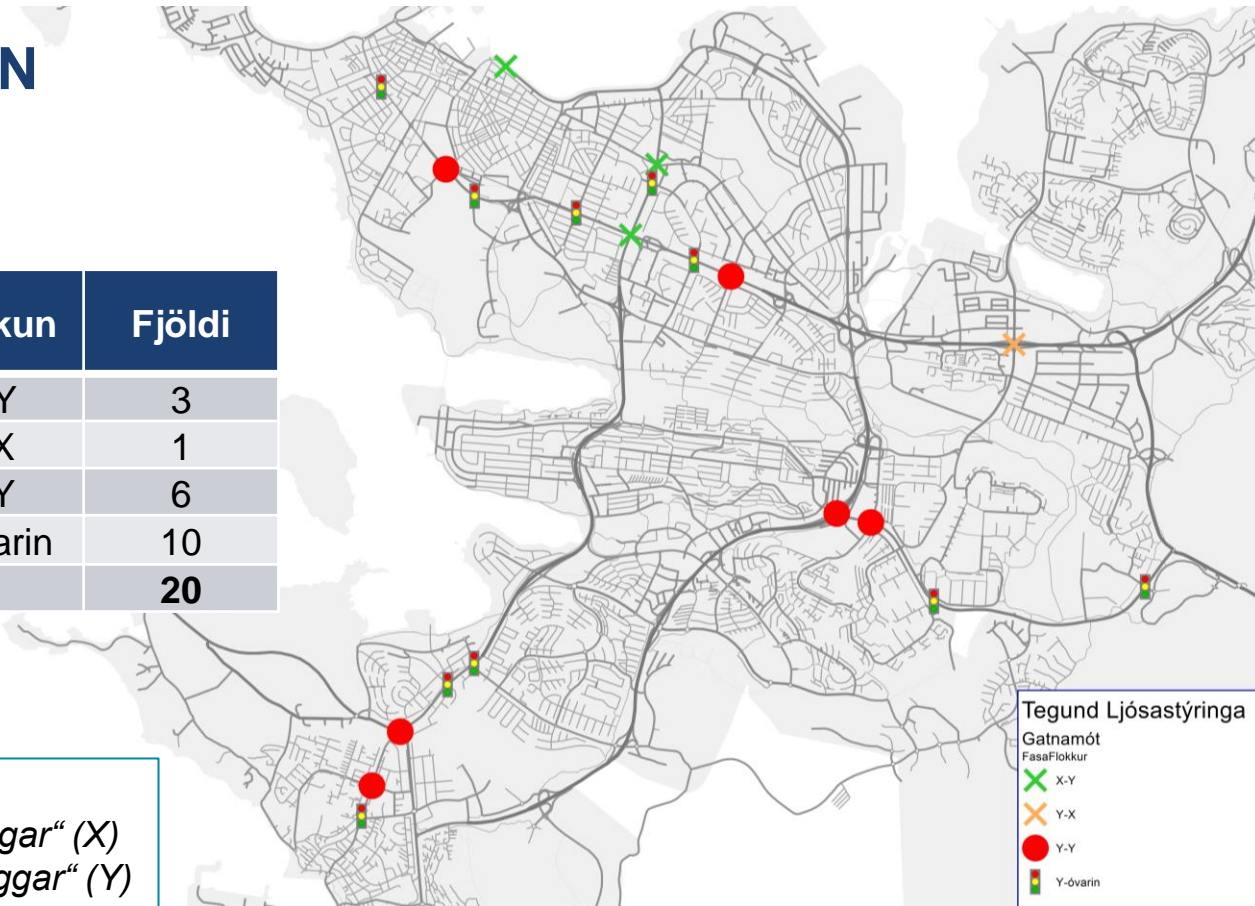 N
kun Fjöldi
Y 3
X 1
Y 6
arin 10
20
gar“ (X)
ggar“ (Y)
Tegund Ljósastýringa
Gatnamót
FasaFlokkur
X-Y
Y-X
Y-Y
Y-óvarin